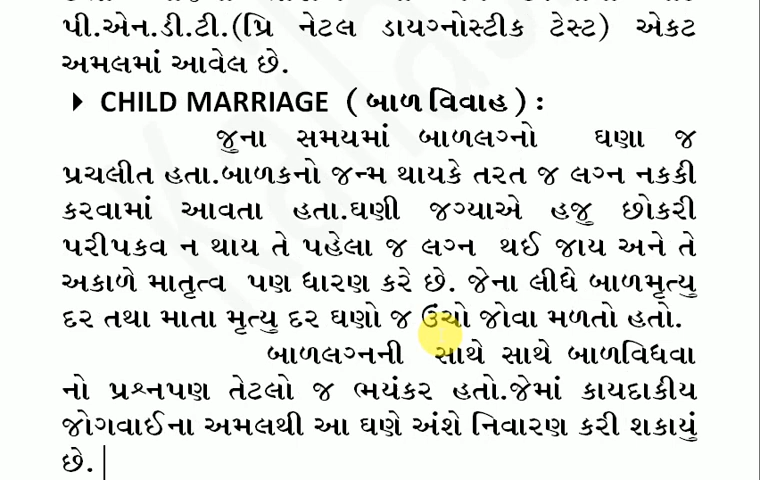 પી.એન.ડી.ટી.(પ્રિ નેટલ ડાયગ્નોસ્ટીક ટેસ્ટ) એકટ
અમલમાં આવેલ છે.
CHILD MARRIAGE ( બાળ વિવાહ ) :
જુના સમયમાં બાળલગ્નો ઘણા જ
પ્રચલીત હતા.બાળકનો જન્મ થાયકે તરત જ લગ્ન નકકી
કરવામાં આવતા હતા.ઘણી જગ્યાએ હજુ છોકરી
પરીપકવ ન થાય તે પહેલા જ લગ્ન થઈ જાય અને તે
અકાળે માતૃત્વ પણ ધારણ કરે છે. જેના લીધે બાળમૃત્યુ
દર તથા માતા મૃત્યુ દર ઘણો જ ઉંચો જોવા મળતો હતો.
બાળલગ્નની સાથે સાથે બાળવિધવા
નો પ્રશ્નપણ તેટલો જ ભયંકર હતો.જેમાં કાયદાકીય
જોગવાઈના અમલથી આ ઘણે અંશે નિવારણ કરી શકાયું
છે.